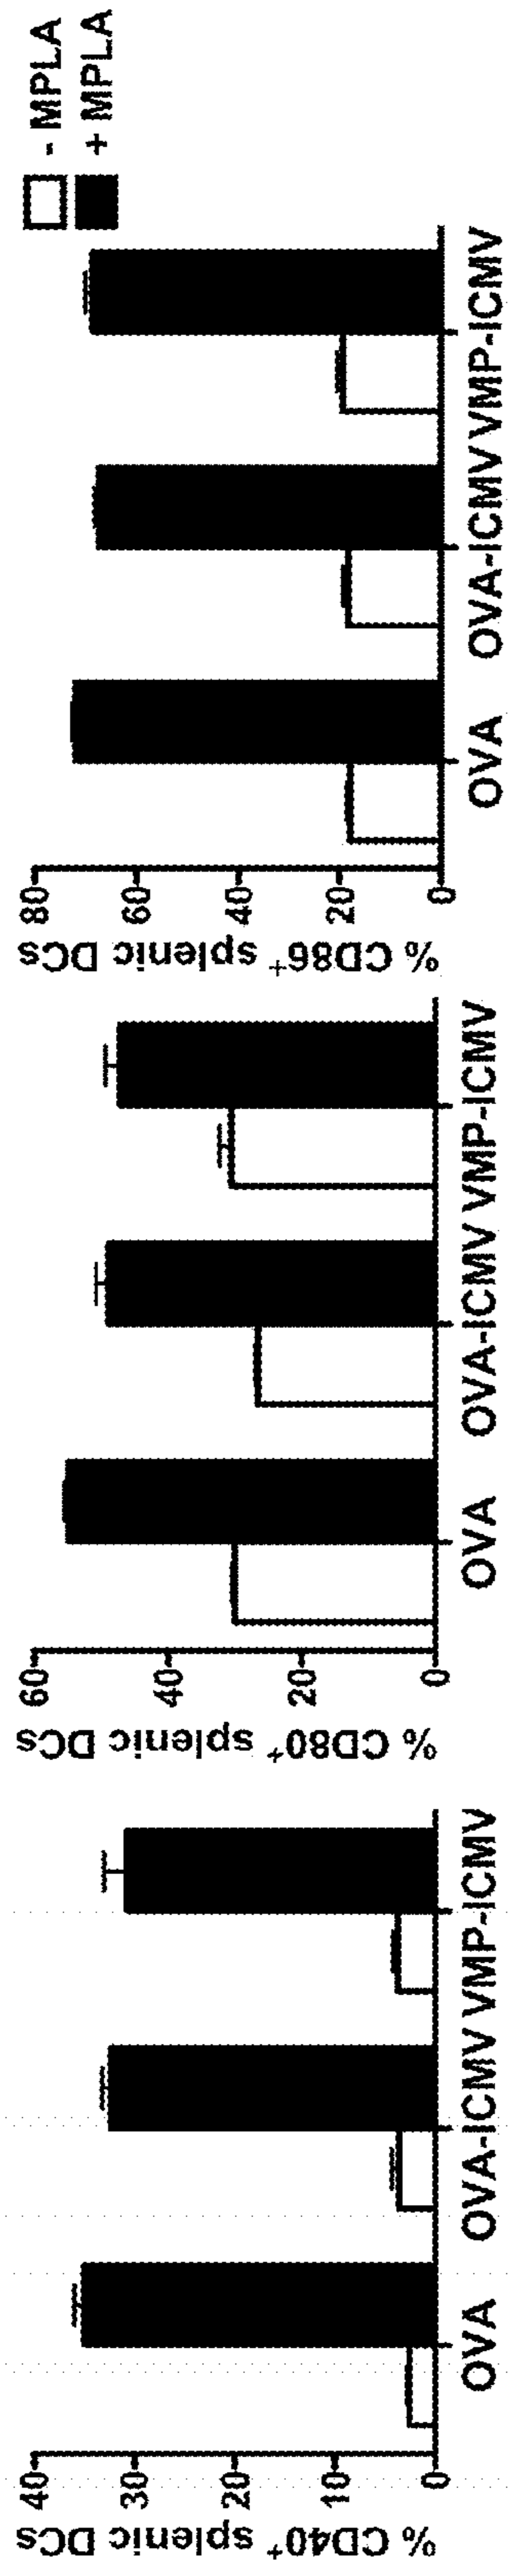 % CD40⁺ splenic DCs
40
30
20
10
0
OVA OVA-ICMV VMP-ICMV
% CD80⁺ splenic DCs
60
40
20
0
OVA OVA-ICMV VMP-ICMV
% CD86⁺ splenic DCs
80
60
40
20
0
OVA OVA-ICMV VMP-ICMV
- MPLA
+ MPLA